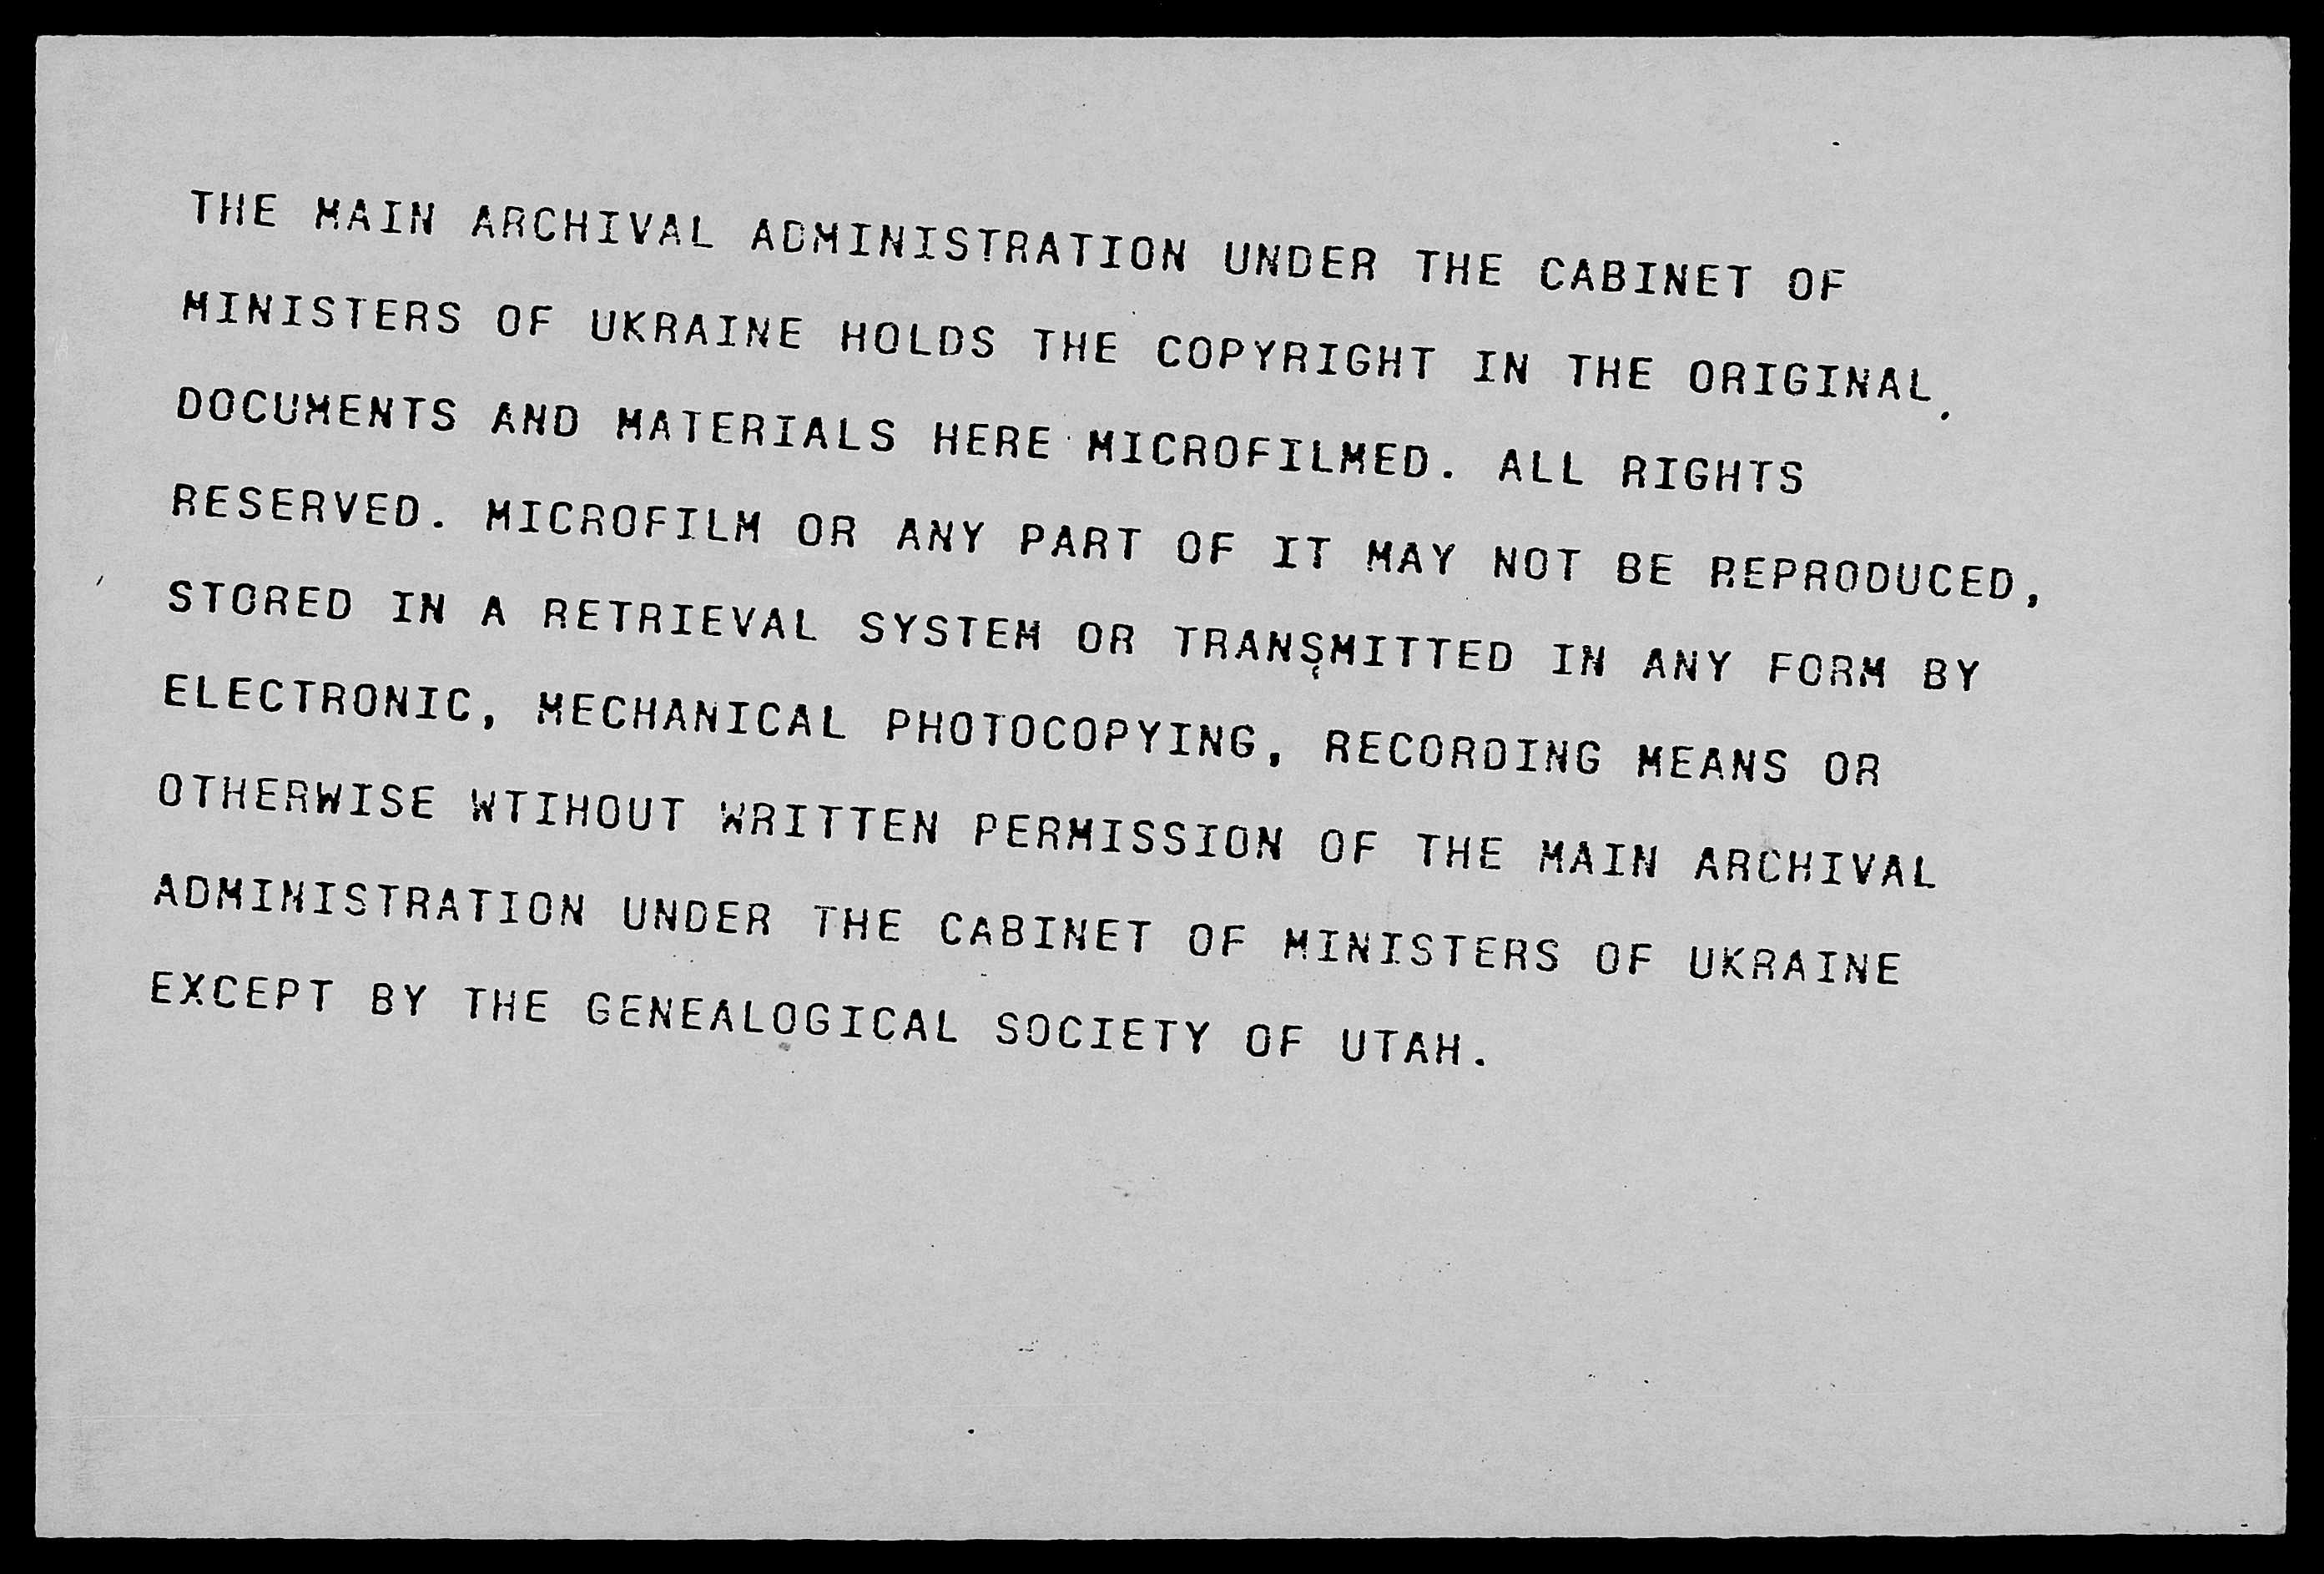 THE MAIN ARCHIVAL ADMINISTRATION UNDER THE CABINET OF
MINISTERS OF UKRAINE HOLDS THE COPYRIGHT IN THE ORIGINAL
DOCUMENTS AND MATERIALS HERE MICROFILMED. ALL RIGHTS
RESERVED. MICROFILM OR ANY PART OF IT MAY NOT BE REPRODUCED,
STORED IN A RETRIEVAL SYSTEM OR TRANSMITTED IN ANY FORM BY
ELECTRONIC, MECHANICAL PHOTOCOPYING, RECORDING MEANS OR
OTHERWISE WTIHOUT WRITTEN PERMISSION OF THE MAIN ARCHIVAL
ADMINISTRATION UNDER THE CABINET OF MINISTERS OF UKRAINE
EXCEPT BY THE GENEALOGICAL SOCIETY OF UTAH.